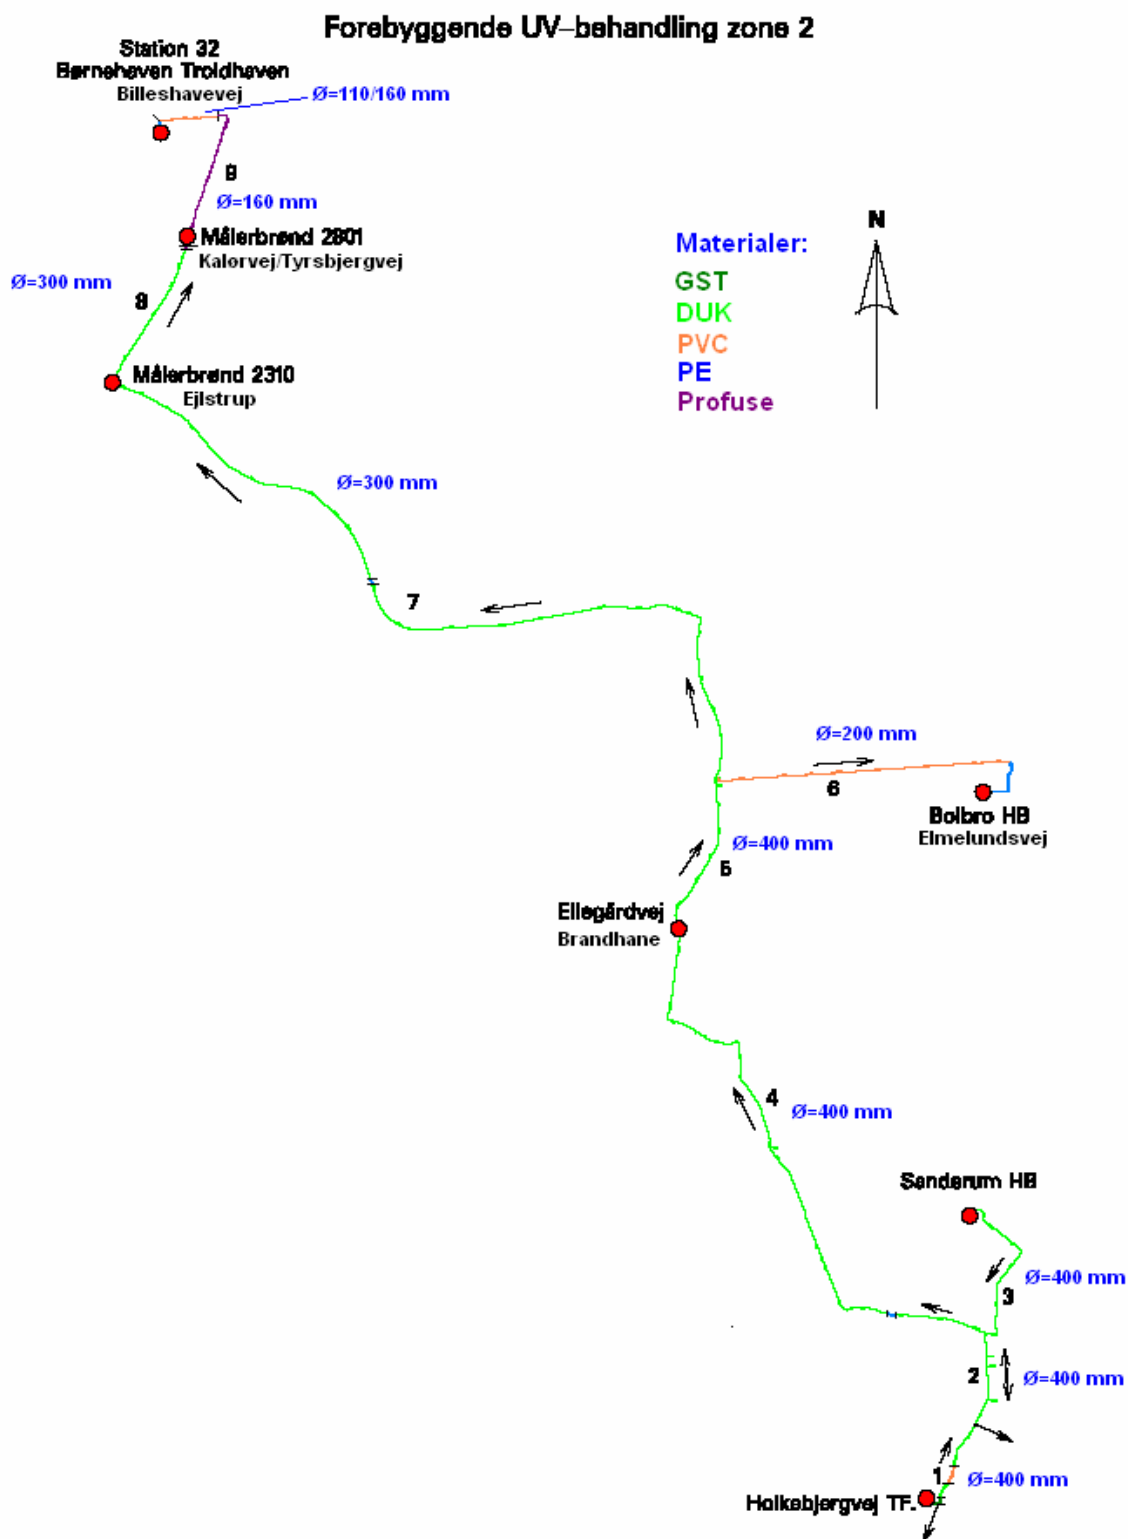 Forebyggende UV-behandling zone 2
Station 32
Børnehaven Troldhaven
Billeshavevej
Ø=110/160 mm
9
Ø=160 mm
Målerbrønd 2801
Kalørvej/Tyrsbjergvej
Ø=300 mm
8
Målerbrønd 2310
Ejlstrup
N
Materialer:
GST
DUK
PVC
PE
Profuse
Ø=300 mm
7
Ø=200 mm
6
Bolbro HB
Elmelundsvej
Ø=400 mm
5
Ellegårdvej
Brandhane
4
Ø=400 mm
Sanderum HB
Ø=400 mm
3
2
Ø=400 mm
1
Ø=400 mm
Holkebjergvej TF.